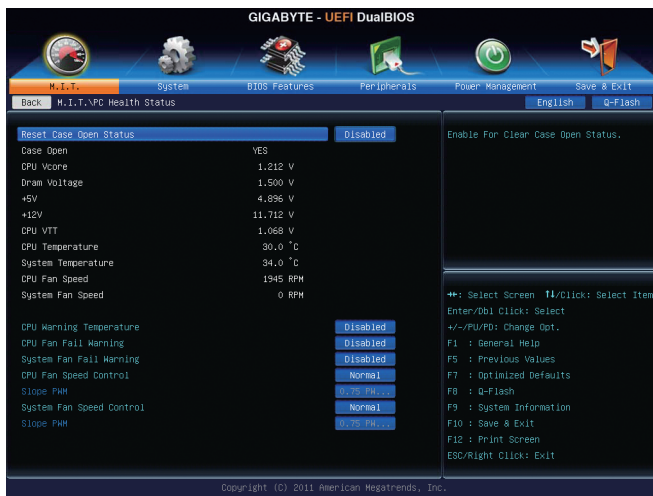 GIGABYTE - UEFI DualBIOS
M.I.T. System BIOS Features Peripherals Power Management Save & Exit
Back M.I.T.\PC Health Status English Q-Flash
Reset Case Open Status Disabled Enable For Clear Case Open Status.
Case Open YES
CPU Vcore 1.212 V
Dram Voltage 1.500 V
+5V 4.896 V
+12V 11.712 V
CPU VTT 1.068 V
CPU Temperature 30.0 °C
System Temperature 34.0 °C
CPU Fan Speed 1945 RPM
System Fan Speed 0 RPM
CPU Warning Temperature Disabled
CPU Fan Fail Warning Disabled
System Fan Fail Warning Disabled
CPU Fan Speed Control Normal
Slope PWM 0.75 PW...
System Fan Speed Control Normal
Slope PWM 0.75 PW...
→←: Select Screen ↑↓/Click: Select Item
Enter/Dbl Click: Select
+/-/PU/PD: Change Opt.
F1 : General Help
F5 : Previous Values
F7 : Optimized Defaults
F8 : Q-Flash
F9 : System Information
F10 : Save & Exit
F12 : Print Screen
ESC/Right Click: Exit
Copyright (C) 2011 American Megatrends, Inc.